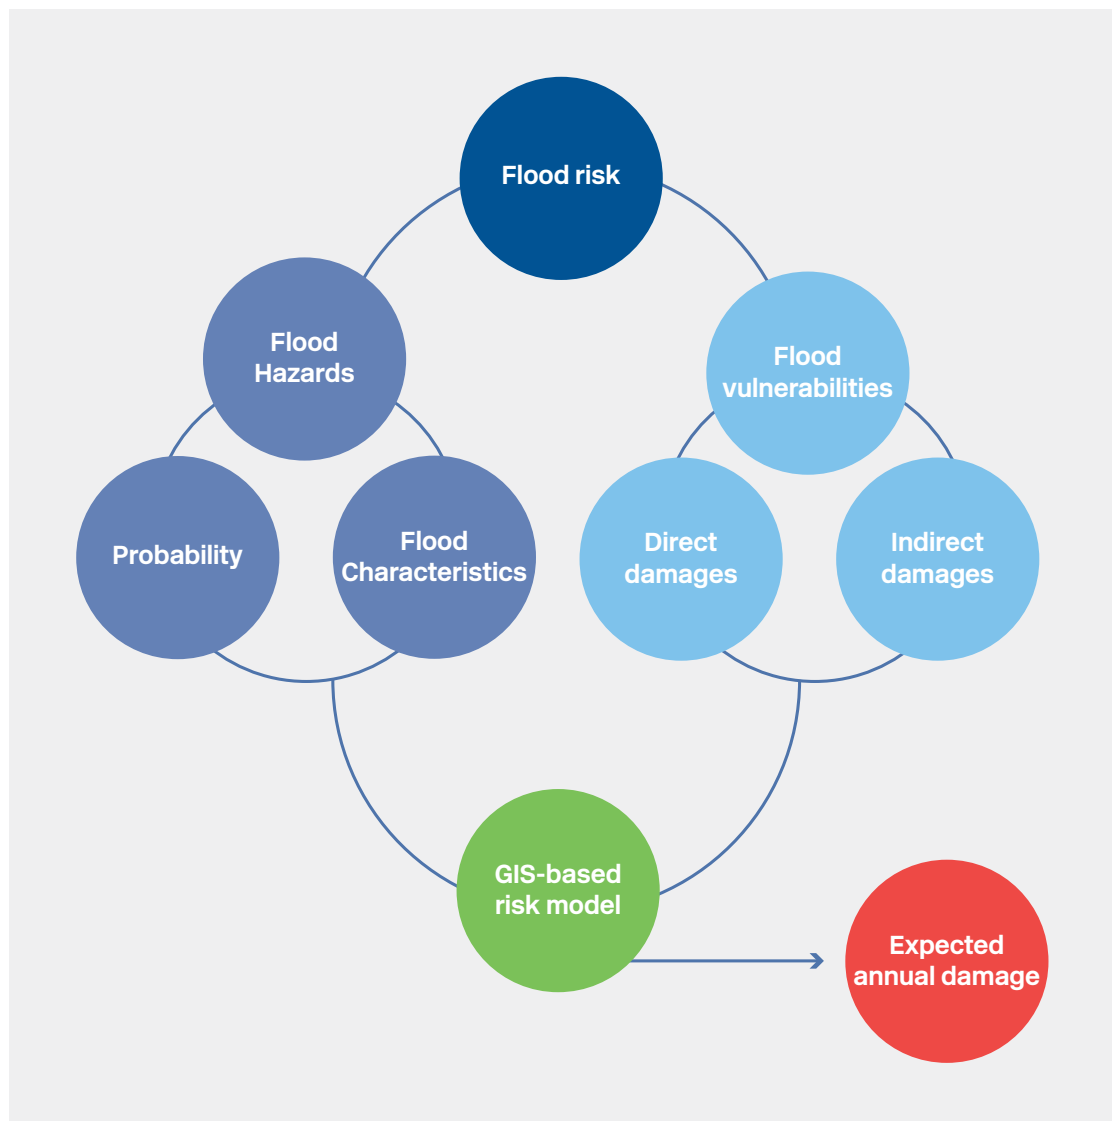 Flood risk
Flood
Hazards
Flood
vulnerabilities
Probability
Flood
Characteristics
Direct
damages
Indirect
damages
GIS-based
risk model
Expected
annual damage